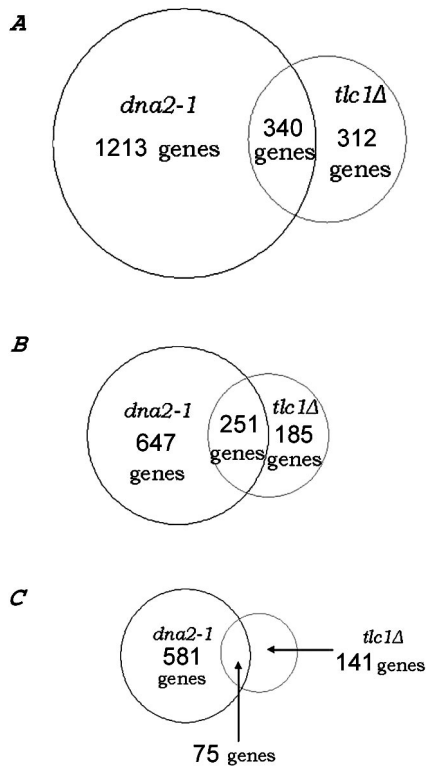 A
dna2-1
1213 genes
340
genes
tlc1Δ
312
genes
B
dna2-1
647
genes
251
genes
tlc1Δ
185
genes
C
dna2-1
581
genes
tlc1Δ
141 genes
75 genes